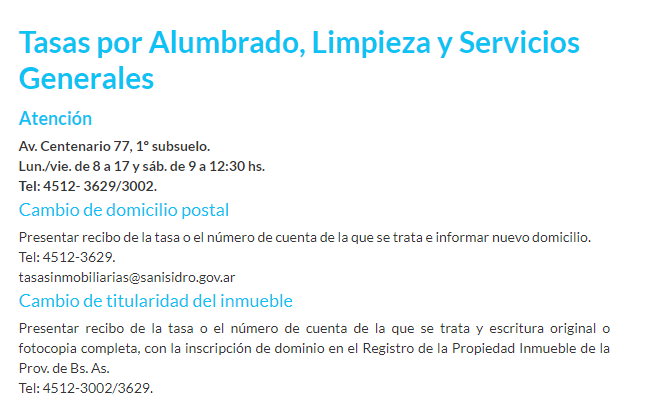 Tasas por Alumbrado, Limpieza y Servicios
Generales
Atención
Av. Centenario 77, 1º subsuelo.
Lun./vie. de 8 a 17 y sáb. de 9 a 12:30 hs.
Tel: 4512- 3629/3002.
Cambio de domicilio postal
Presentar recibo de la tasa o el número de cuenta de la que se trata e informar nuevo domicilio.
Tel: 4512-3629.
tasasinmobiliarias@sanisidro.gov.ar
Cambio de titularidad del inmueble
Presentar recibo de la tasa o el número de cuenta de la que se trata y escritura original o
fotocopia completa, con la inscripción de dominio en el Registro de la Propiedad Inmueble de la
Prov. de Bs. As.
Tel: 4512-3002/3629.